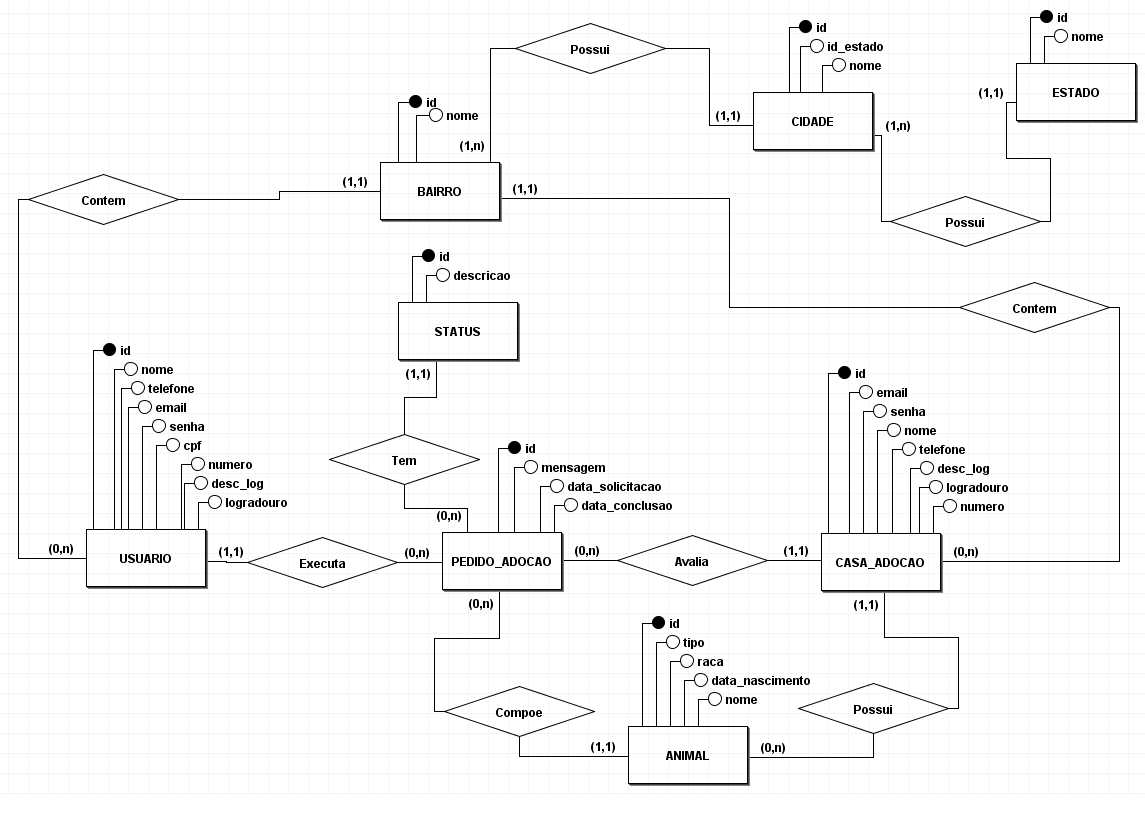 id
nome
ESTADO
(1,1)
Possui
id
id_estado
nome
CIDADE
(1,1)
(1,n)
Possui
id
nome
(1,n)
BAIRRO
(1,1)
(1,1)
Contem
Contem
id
descricao
STATUS
(1,1)
Tem
(0,n)
id
nome
telefone
email
senha
cpf
numero
desc_log
logradouro
USUARIO
(0,n)
(1,1)
Executa
(0,n)
id
mensagem
data_solicitacao
data_conclusao
PEDIDO_ADOCAO
(0,n)
Avalia
(1,1)
id
email
senha
nome
telefone
desc_log
logradouro
numero
CASA_ADOCAO
(0,n)
(1,1)
(0,n)
Compoe
(1,1)
id
tipo
raca
data_nascimento
nome
ANIMAL
(0,n)
Possui